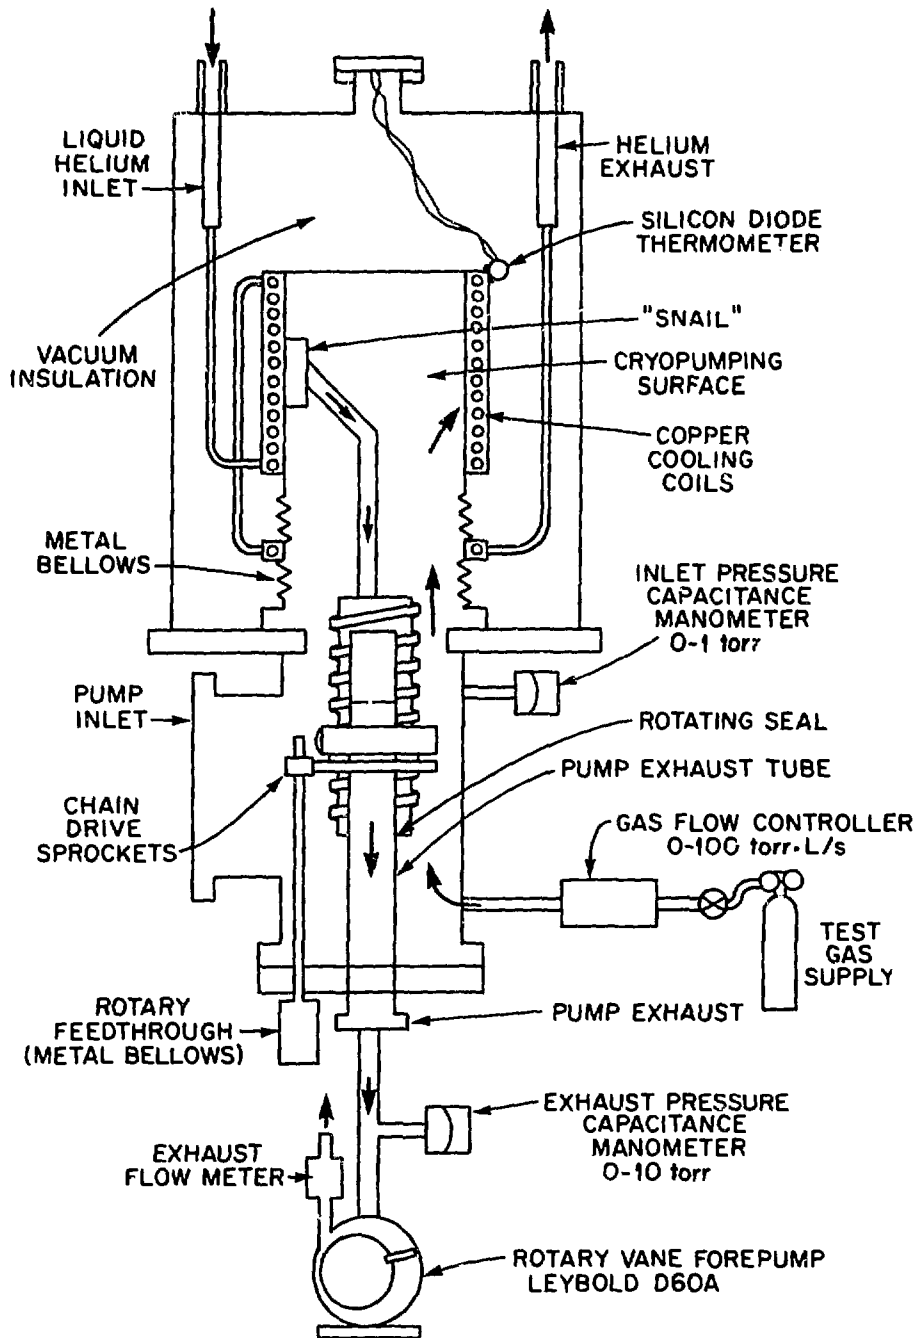 LIQUID
HELIUM
INLET
HELIUM
EXHAUST
SILICON DIODE
THERMOMETER
"SNAIL"
VACUUM
INSULATION
CRYOPUMPING
SURFACE
COPPER
COOLING
COILS
METAL
BELLOWS
INLET PRESSURE
CAPACITANCE
MANOMETER
0-1 torr
PUMP
INLET
ROTATING SEAL
PUMP EXHAUST TUBE
CHAIN
DRIVE
SPROCKETS
GAS FLOW CONTROLLER
0-100 torr·L/s
TEST
GAS
SUPPLY
ROTARY
FEEDTHROUGH
(METAL BELLOWS)
PUMP EXHAUST
EXHAUST PRESSURE
CAPACITANCE
MANOMETER
0-10 torr
EXHAUST
FLOW METER
ROTARY VANE FOREPUMP
LEYBOLD D60A